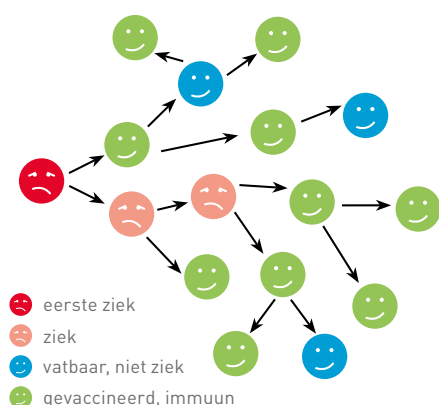 eerste ziek
ziek
vatbaar, niet ziek
gevaccineerd, immuun